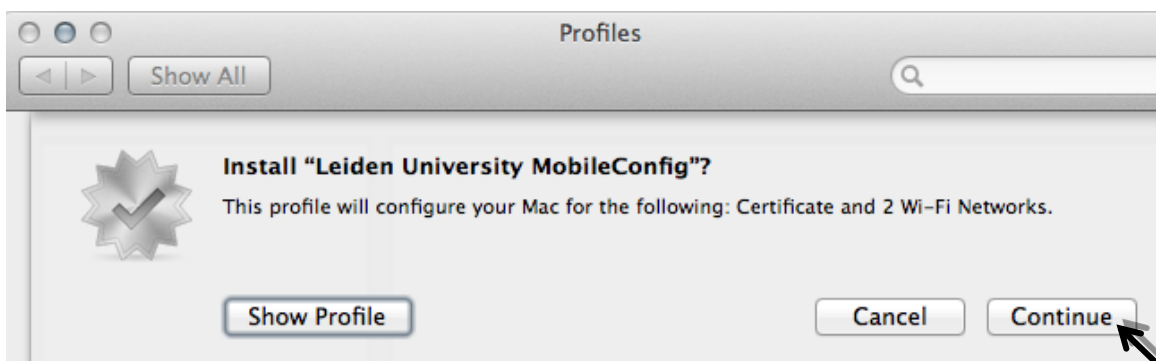 Profiles
Show All
Install “Leiden University MobileConfig”?
This profile will configure your Mac for the following: Certificate and 2 Wi-Fi Networks.
Show Profile Cancel Continue